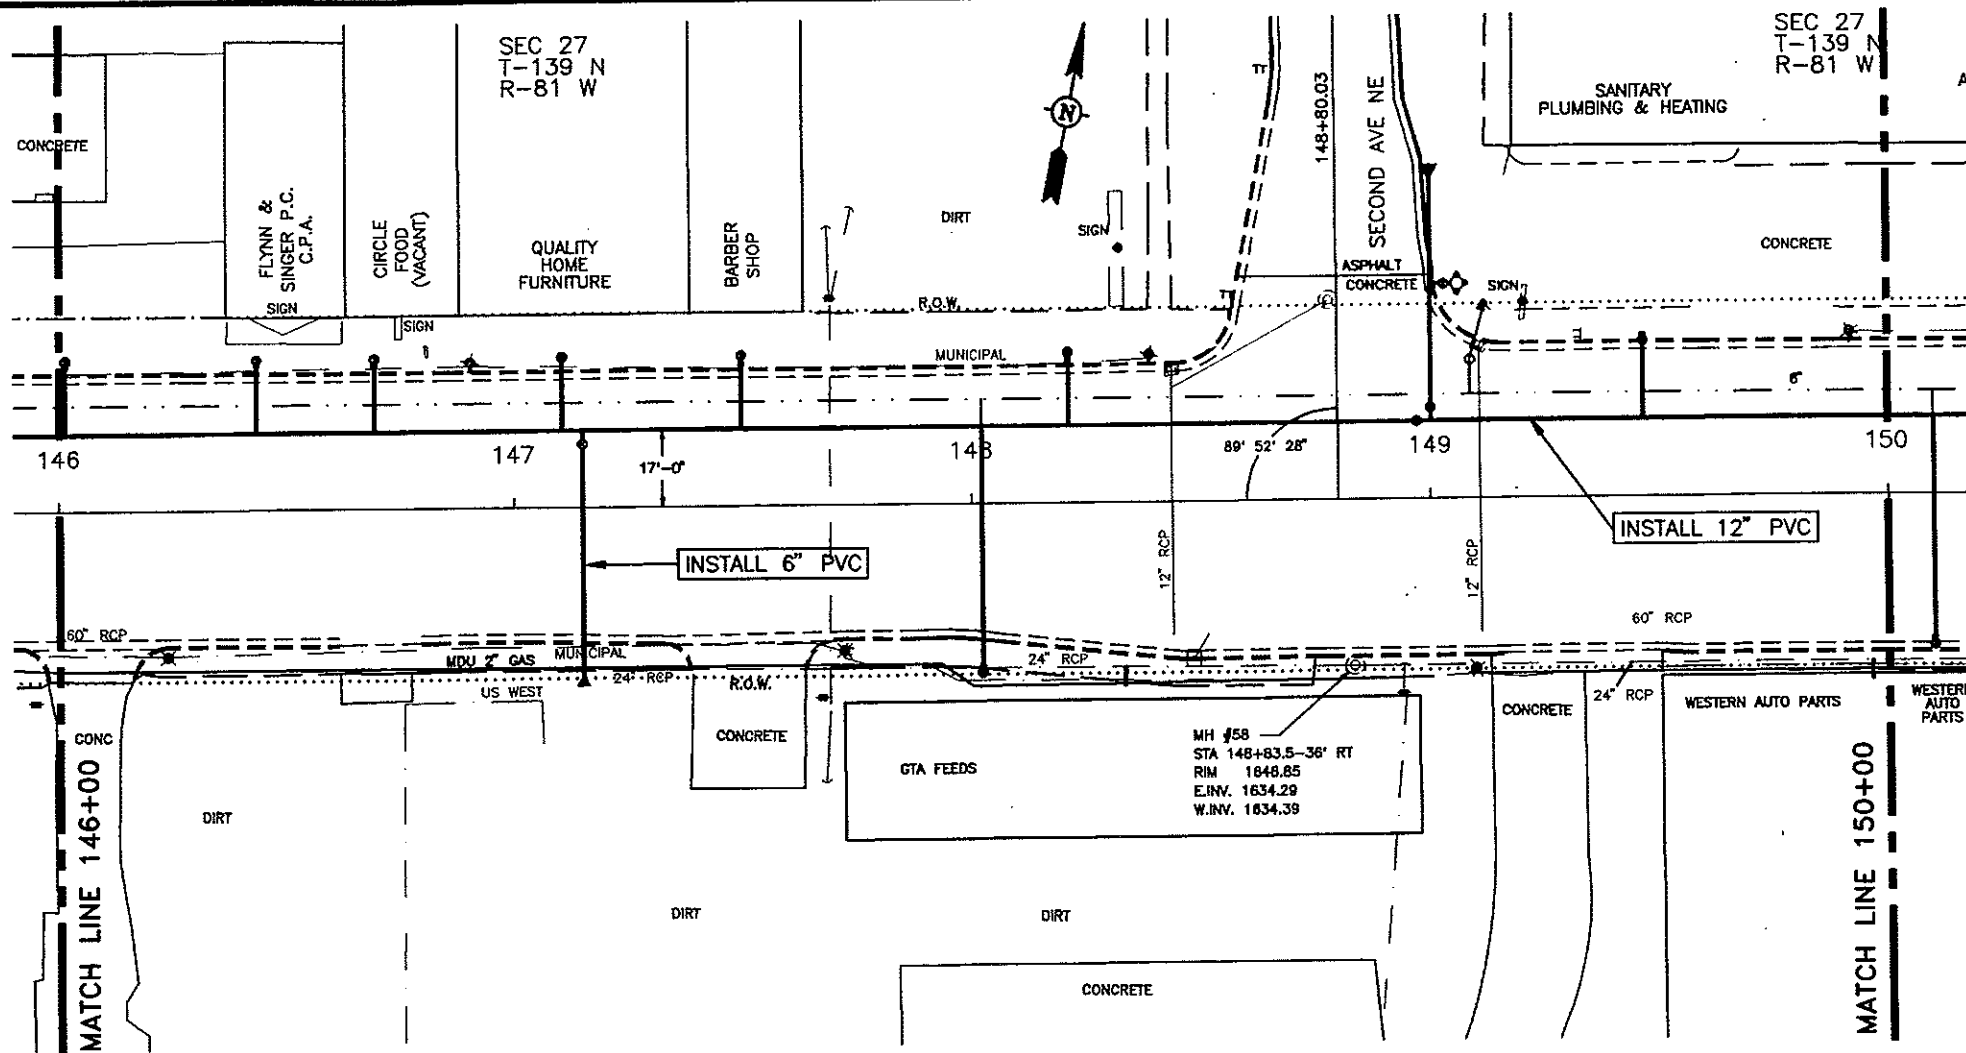 SEC 27
T-139 N
R-81 W
SEC 27
T-139 N
R-81 W
SANITARY
PLUMBING & HEATING
CONCRETE
FLYNN &
SINGER P.C.
C.P.A.
SIGN
CIRCLE
FOOD
(VACANT)
SIGN
QUALITY
HOME
FURNITURE
BARBER
SHOP
DIRT
N
SIGN
148+80.03
SECOND AVE NE
ASPHALT
CONCRETE
SIGN
CONCRETE
R.O.W.
MUNICIPAL
6"
146
147
17'-0"
148
89' 52' 28"
149
150
INSTALL 6" PVC
12" RCP
12" RCP
INSTALL 12" PVC
60" RCP
MUNICIPAL
MDU 2" GAS
24" RCP
US WEST
R.O.W.
24" RCP
60" RCP
24" RCP
CONC
CONCRETE
GTA FEEDS
MH #58
STA 148+83.5-36' RT
RIM 1648.85
E.INV. 1634.29
W.INV. 1634.39
CONCRETE
WESTERN AUTO PARTS
WESTERN
AUTO
PARTS
DIRT
DIRT
DIRT
CONCRETE
MATCH LINE 146+00
MATCH LINE 150+00